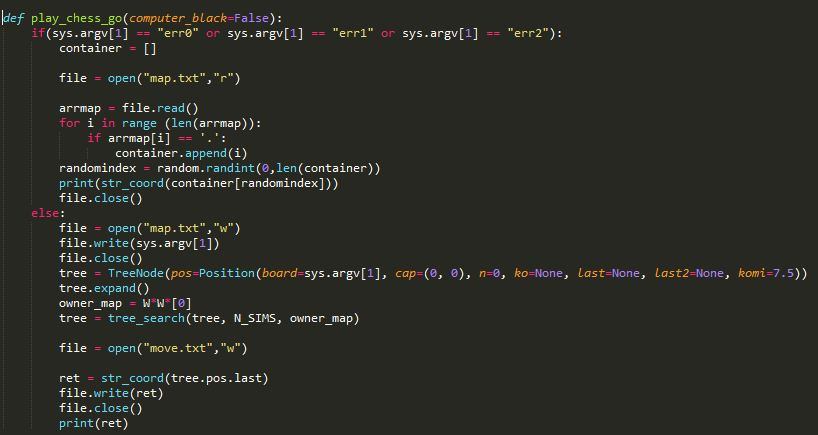 def play_chess_go(computer_black=False):
    if(sys.argv[1] == "err0" or sys.argv[1] == "err1" or sys.argv[1] == "err2"):
        container = []

        file = open("map.txt","r")

        arrmap = file.read()
        for i in range (len(arrmap)):
            if arrmap[i] == '.':
                container.append(i)
        randomindex = random.randint(0,len(container))
        print(str_coord(container[randomindex]))
        file.close()
    else:
        file = open("map.txt","w")
        file.write(sys.argv[1])
        file.close()
        tree = TreeNode(pos=Position(board=sys.argv[1], cap=(0, 0), n=0, ko=None, last=None, last2=None, komi=7.5))
        tree.expand()
        owner_map = W*W*[0]
        tree = tree_search(tree, N_SIMS, owner_map)

        file = open("move.txt","w")

        ret = str_coord(tree.pos.last)
        file.write(ret)
        file.close()
        print(ret)